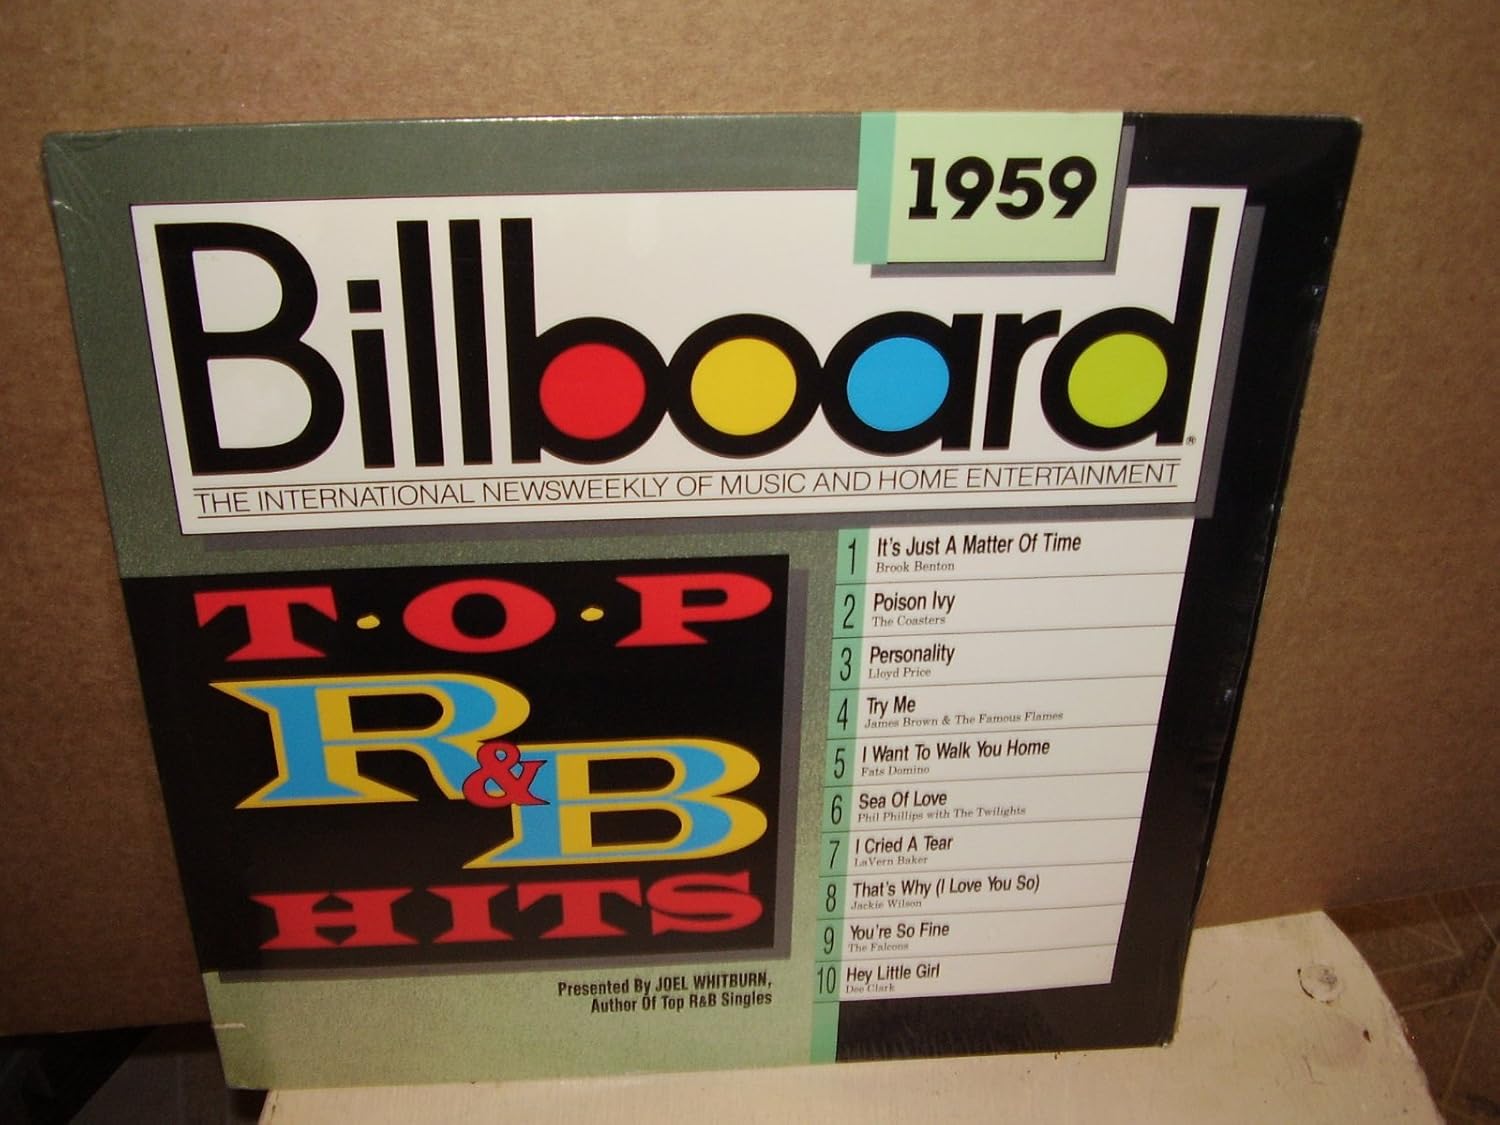 1959
Billboard®
THE INTERNATIONAL NEWSWEEKLY OF MUSIC AND HOME ENTERTAINMENT
T·O·P
R&B
HITS
Presented By JOEL WHITBURN,
Author Of Top R&B Singles
1 It's Just A Matter Of Time
Brook Benton
2 Poison Ivy
The Coasters
3 Personality
Lloyd Price
4 Try Me
James Brown & The Famous Flames
5 I Want To Walk You Home
Fats Domino
6 Sea Of Love
Phil Phillips with The Twilights
7 I Cried A Tear
LaVern Baker
8 That's Why (I Love You So)
Jackie Wilson
9 You're So Fine
The Falcons
10 Hey Little Girl
Dee Clark